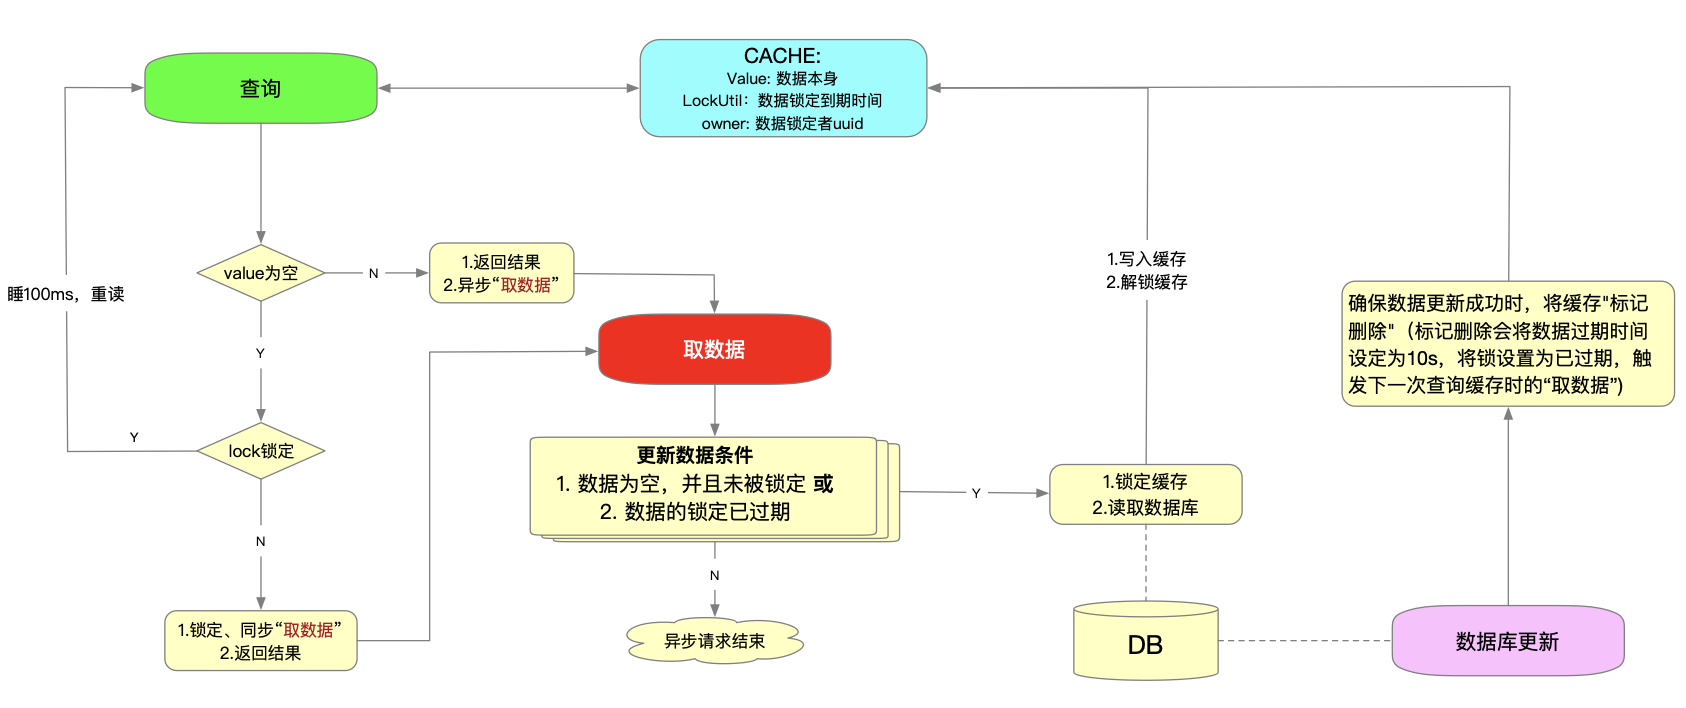 查询
CACHE:
Value: 数据本身
LockUtil：数据锁定到期时间
owner: 数据锁定者uuid
value为空
N
1.返回结果
2.异步“取数据”
睡100ms，重读
1.写入缓存
2.解锁缓存
确保数据更新成功时，将缓存"标记
删除"（标记删除会将数据过期时间
设定为10s，将锁设置为已过期，触
发下一次查询缓存时的“取数据”)
Y
取数据
Y
lock锁定
更新数据条件
1. 数据为空，并且未被锁定 或
2. 数据的锁定已过期
Y
1.锁定缓存
2.读取数据库
N
N
1.锁定、同步“取数据”
2.返回结果
异步请求结束
DB
数据库更新